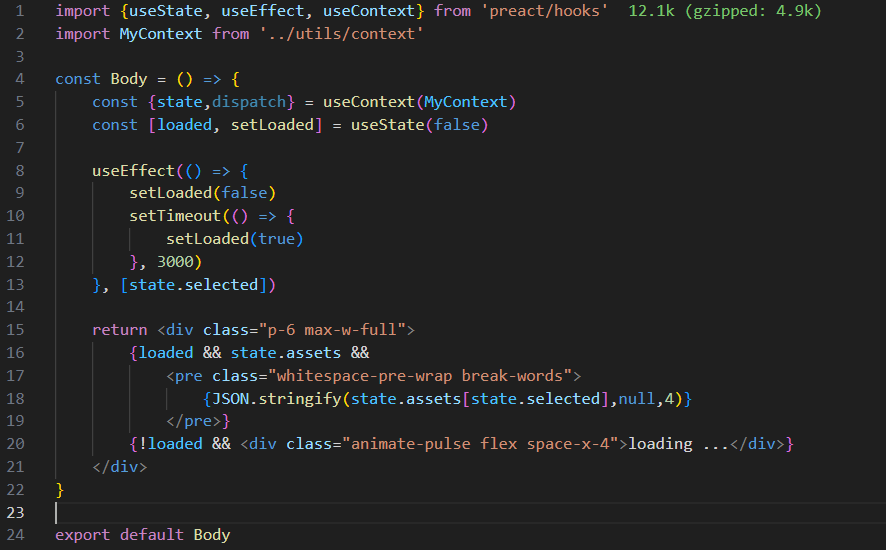 1 import {useState, useEffect, useContext} from 'preact/hooks' 12.1k (gzipped: 4.9k)
2 import MyContext from '../utils/context'
3
4 const Body = () => {
5     const {state,dispatch} = useContext(MyContext)
6     const [loaded, setLoaded] = useState(false)
7
8     useEffect(() => {
9         setLoaded(false)
10         setTimeout(() => {
11             setLoaded(true)
12         }, 3000)
13     }, [state.selected])
14
15     return <div class="p-6 max-w-full">
16         {loaded && state.assets &&
17             <pre class="whitespace-pre-wrap break-words">
18                 {JSON.stringify(state.assets[state.selected],null,4)}
19             </pre>}
20         {!loaded && <div class="animate-pulse flex space-x-4">loading ...</div>}
21     </div>
22 }
23
24 export default Body